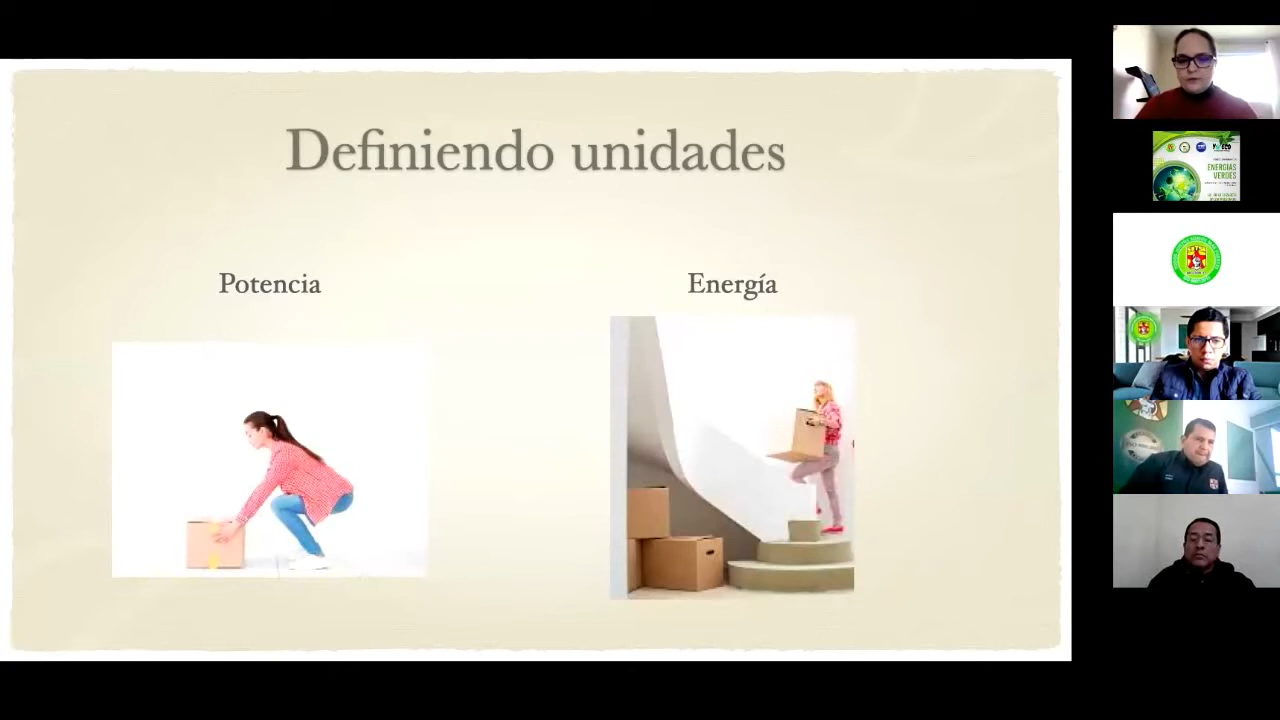 Definiendo unidades
Potencia
Energía
ENERGÍAS
VERDES